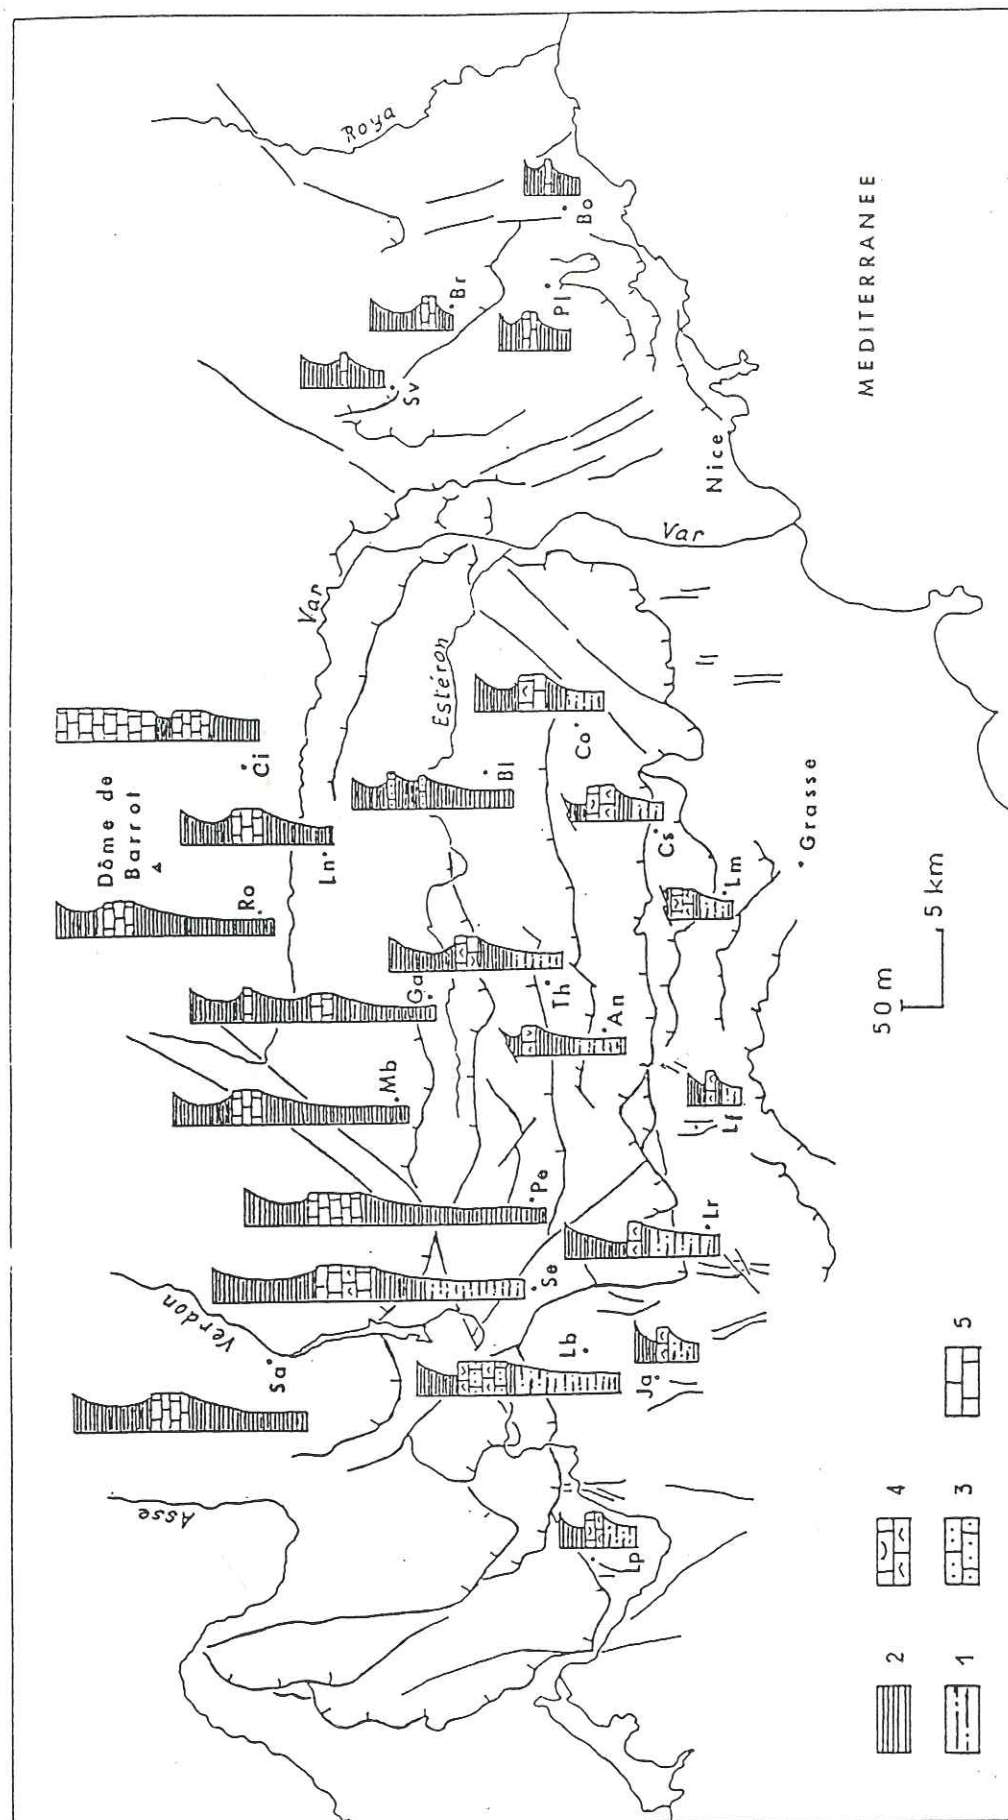 Asse
Verdon
Sa
Lp
Lb
Ja
Se
Lr
Pe
Mb
Lf
Ga
An
Th
Ro
Dôme de
Barrot
Ln
Ci
Bl
Lm
Cs
Co
Estéron
Var
Var
Grasse
Nice
Sv
Br
Pl
Bo
Roya
MEDITERRANEE
50 m
5 km
2
4
1
3
5